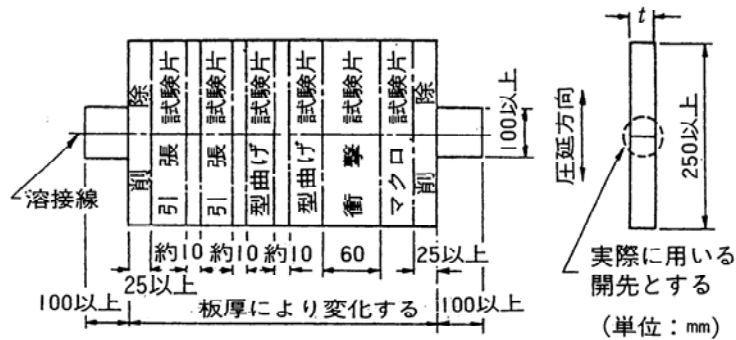 削除
引張試験片
引張試験片
型曲げ試験片
型曲げ試験片
衝撃試験片
マクロ試験片
削除
溶接線
100以上
約10 約10 約10 60 25以上
25以上
100以上 板厚により変化する 100以上
t
圧延方向
250以上
実際に用いる
開先とする
(単位：mm)